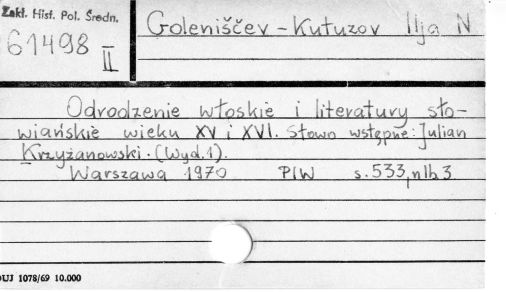 Zakł. Hist. Pol. Średn.
61498 II
Goleniščev-Kutuzov Ilja N
Odrodzenie włoskie i literatury sło-
wiańskie wieku XV i XVI. Słowo wstępne: Julian
Krzyżanowski. (Wyd. 1).
Warszawa 1970 PIW s. 533, nlb 3
DUJ 1078/69 10.000